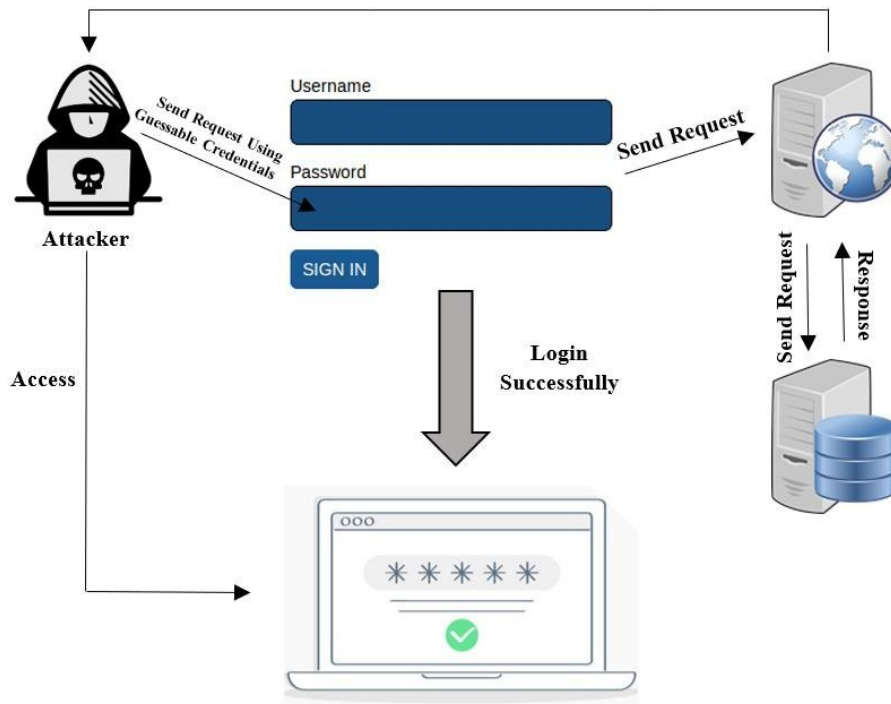 Username
Send Request Using
Guessable Credentials
Send Request
Password
Attacker
SIGN IN
Send Request
Response
Login
Successfully
Access
*****